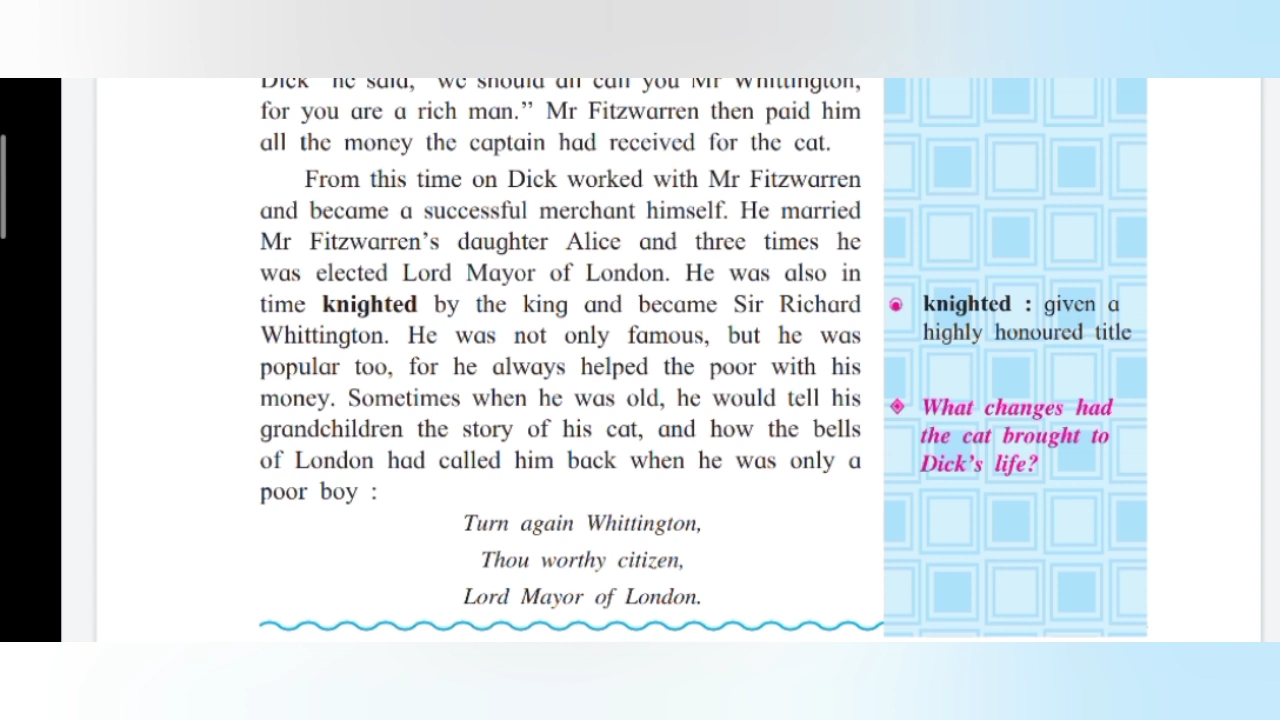 Dick" he said, "we should all call you Mr Whittington,
for you are a rich man." Mr Fitzwarren then paid him
all the money the captain had received for the cat.
From this time on Dick worked with Mr Fitzwarren
and became a successful merchant himself. He married
Mr Fitzwarren's daughter Alice and three times he
was elected Lord Mayor of London. He was also in
time knighted by the king and became Sir Richard
Whittington. He was not only famous, but he was
popular too, for he always helped the poor with his
money. Sometimes when he was old, he would tell his
grandchildren the story of his cat, and how the bells
of London had called him back when he was only a
poor boy :
Turn again Whittington,
Thou worthy citizen,
Lord Mayor of London.
knighted : given a
highly honoured title
What changes had
the cat brought to
Dick's life?